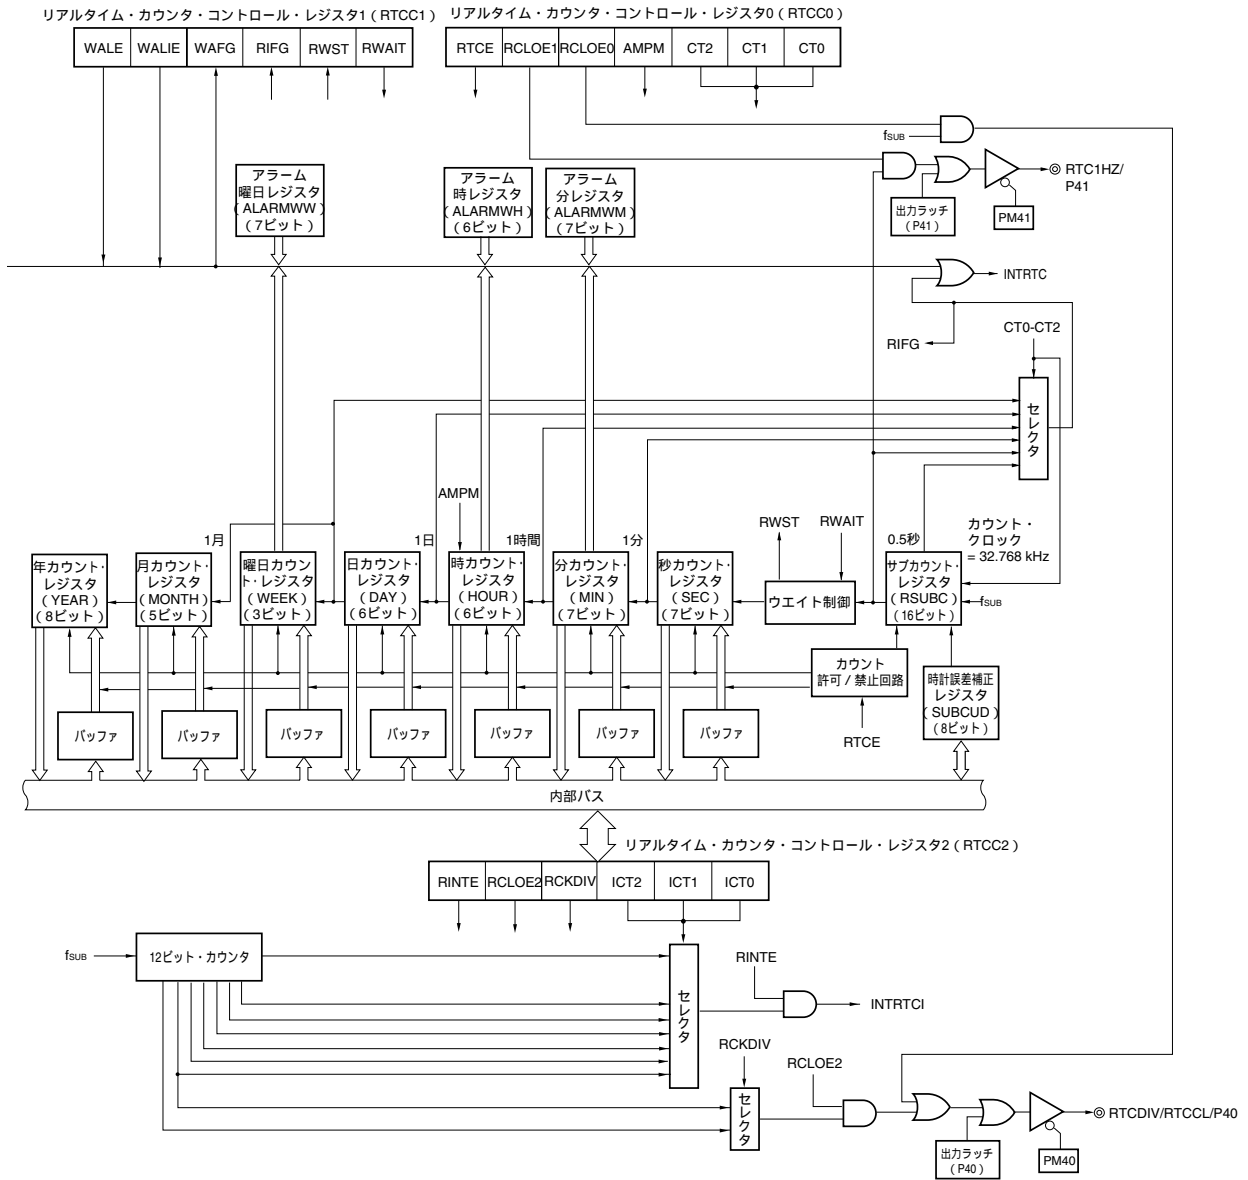 リアルタイム・カウンタ・コントロール・レジスタ1（RTCC1）
リアルタイム・カウンタ・コントロール・レジスタ0（RTCC0）
WALE WALIE WAFG RIFG RWST RWAIT
RTCE RCLOE1 RCLOE0 AMPM CT2 CT1 CT0
fSUB
RTC1HZ/
P41
出力ラッチ
（P41）
PM41
アラーム
曜日レジスタ
（ALARMWW）
（7ビット）
アラーム
時レジスタ
（ALARMWH）
（6ビット）
アラーム
分レジスタ
（ALARMWM）
（7ビット）
INTRTC
RIFG
CT0-CT2
セレクタ
AMPM
RWST
RWAIT
カウント・
クロック
= 32.768 kHz
1月
1日
1時間
1分
0.5秒
年カウント・
レジスタ
（YEAR）
（8ビット）
月カウント・
レジスタ
（MONTH）
（5ビット）
曜日カウン
ト・レジスタ
（WEEK）
（3ビット）
日カウント・
レジスタ
（DAY）
（6ビット）
時カウント・
レジスタ
（HOUR）
（6ビット）
分カウント・
レジスタ
（MIN）
（7ビット）
秒カウント・
レジスタ
（SEC）
（7ビット）
ウエイト制御
サブカウント・
レジスタ
（RSUBC）
（16ビット）
fSUB
カウント
許可 / 禁止回路
RTCE
時計誤差補正
レジスタ
（SUBCUD）
（8ビット）
バッファ バッファ バッファ バッファ バッファ バッファ バッファ
内部バス
リアルタイム・カウンタ・コントロール・レジスタ2（RTCC2）
RINTE RCLOE2 RCKDIV ICT2 ICT1 ICT0
fSUB
12ビット・カウンタ
セレクタ
RINTE
INTRTCI
RCKDIV
セレクタ
RCLOE2
RTCDIV/RTCCL/P40
出力ラッチ
（P40）
PM40